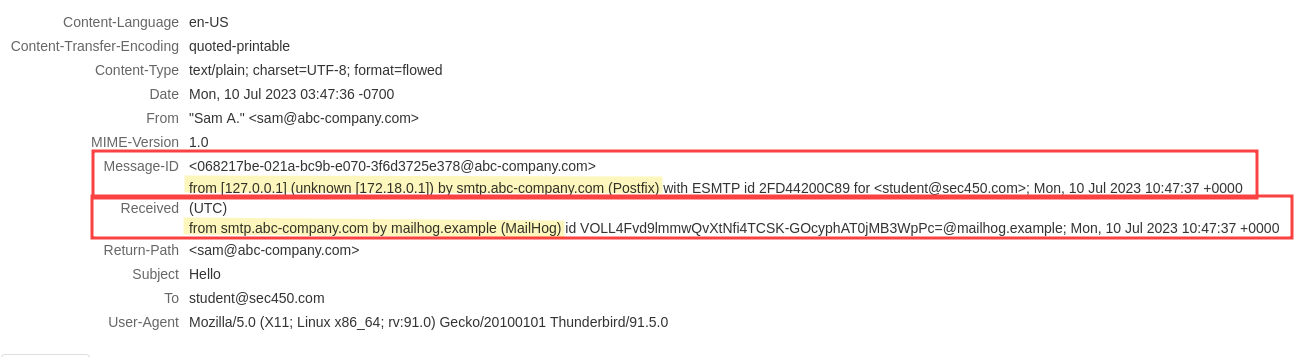 Content-Language en-US
Content-Transfer-Encoding quoted-printable
Content-Type text/plain; charset=UTF-8; format=flowed
Date Mon, 10 Jul 2023 03:47:36 -0700
From "Sam A." <sam@abc-company.com>
MIME-Version 1.0
Message-ID <068217be-021a-bc9b-e070-3f6d3725e378@abc-company.com>
from [127.0.0.1] (unknown [172.18.0.1]) by smtp.abc-company.com (Postfix) with ESMTP id 2FD44200C89 for <student@sec450.com>; Mon, 10 Jul 2023 10:47:37 +0000
Received (UTC)
from smtp.abc-company.com by mailhog.example (MailHog) id VOLL4Fvd9lmmwQvXtNfi4TCSK-GOcyphAT0jMB3WpPc=@mailhog.example; Mon, 10 Jul 2023 10:47:37 +0000
Return-Path <sam@abc-company.com>
Subject Hello
To student@sec450.com
User-Agent Mozilla/5.0 (X11; Linux x86_64; rv:91.0) Gecko/20100101 Thunderbird/91.5.0